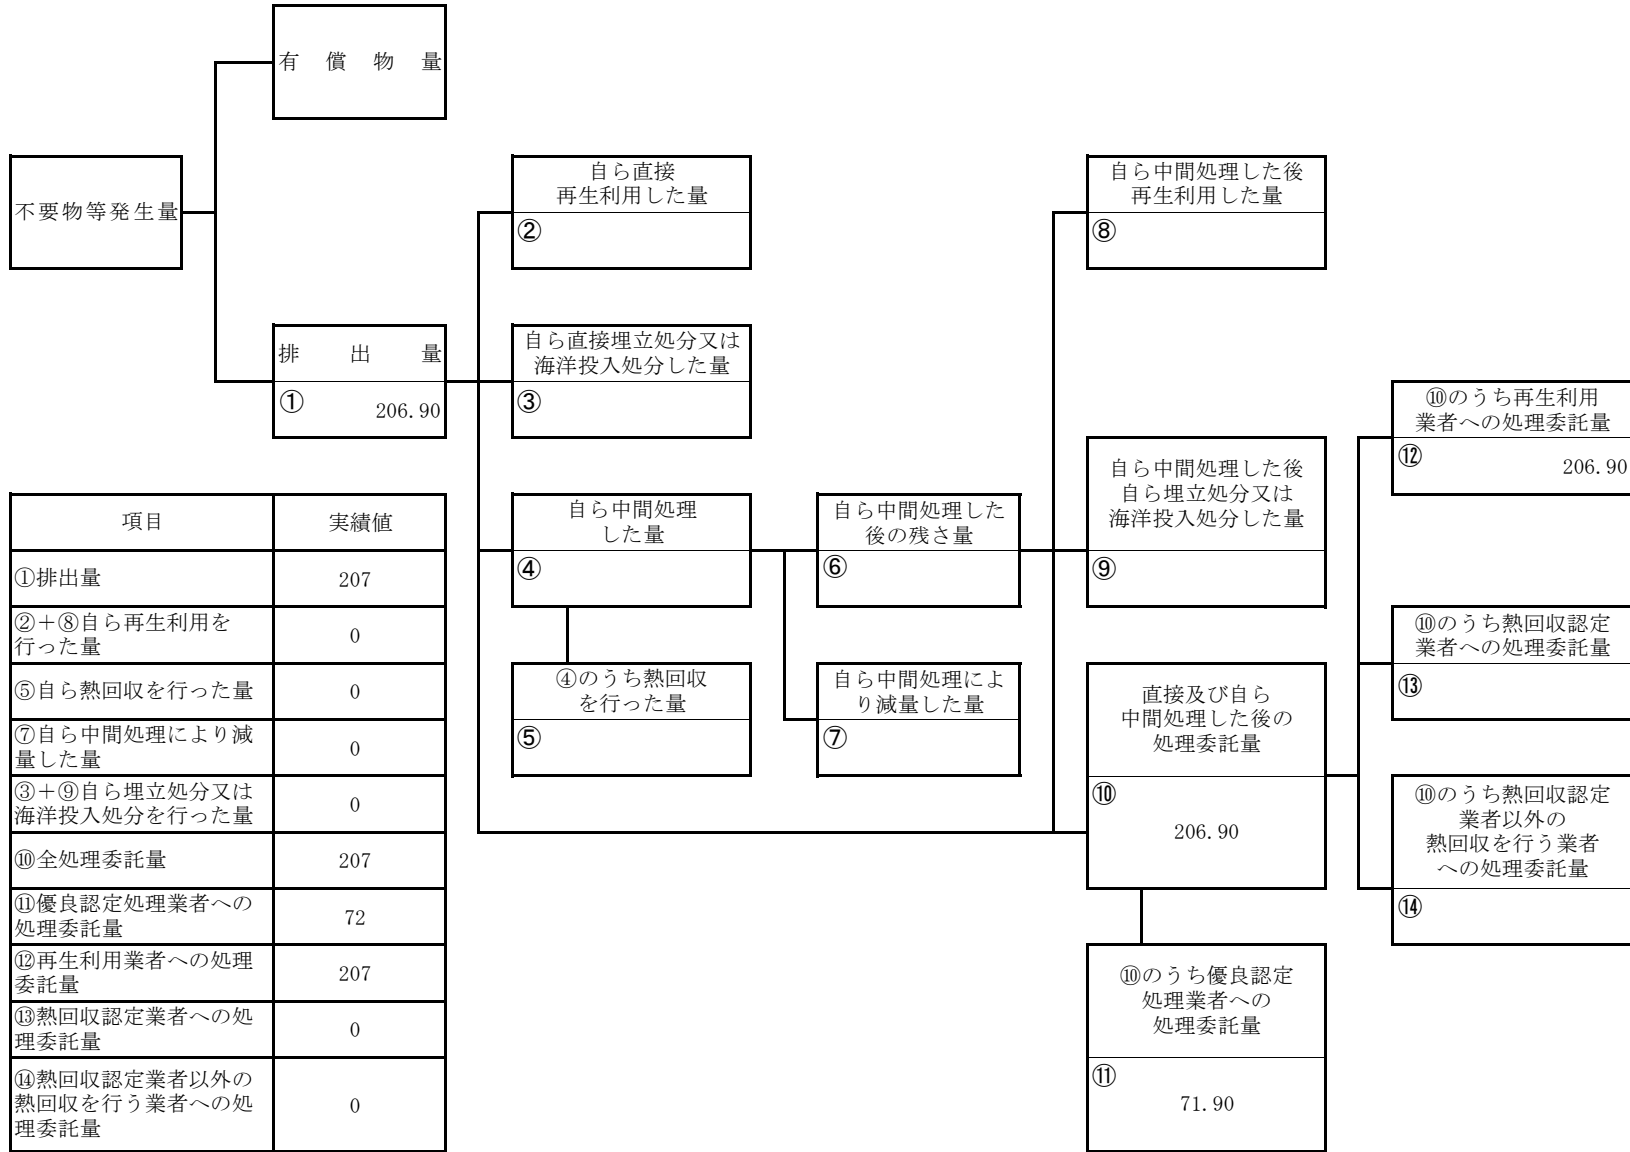 有償物量
不要物等発生量
排出量
①
206.90
自ら直接
再生利用した量
②
自ら直接埋立処分又は
海洋投入処分した量
③
自ら中間処理
した量
④
④のうち熱回収
を行った量
⑤
自ら中間処理した
後の残さ量
⑥
自ら中間処理によ
り減量した量
⑦
自ら中間処理した後
再生利用した量
⑧
自ら中間処理した後
自ら埋立処分又は
海洋投入処分した量
⑨
直接及び自ら
中間処理した後の
処理委託量
⑩
206.90
⑩のうち優良認定
処理業者への
処理委託量
⑪
71.90
⑩のうち再生利用
業者への処理委託量
⑫
206.90
⑩のうち熱回収認定
業者への処理委託量
⑬
⑩のうち熱回収認定
業者以外の
熱回収を行う業者
への処理委託量
⑭
項目 実績値
①排出量 207
②+⑧自ら再生利用を
行った量 0
⑤自ら熱回収を行った量 0
⑦自ら中間処理により減
量した量 0
③+⑨自ら埋立処分又は
海洋投入処分を行った量 0
⑩全処理委託量 207
⑪優良認定処理業者への
処理委託量 72
⑫再生利用業者への処理
委託量 207
⑬熱回収認定業者への処
理委託量 0
⑭熱回収認定業者以外の
熱回収を行う業者への処
理委託量 0